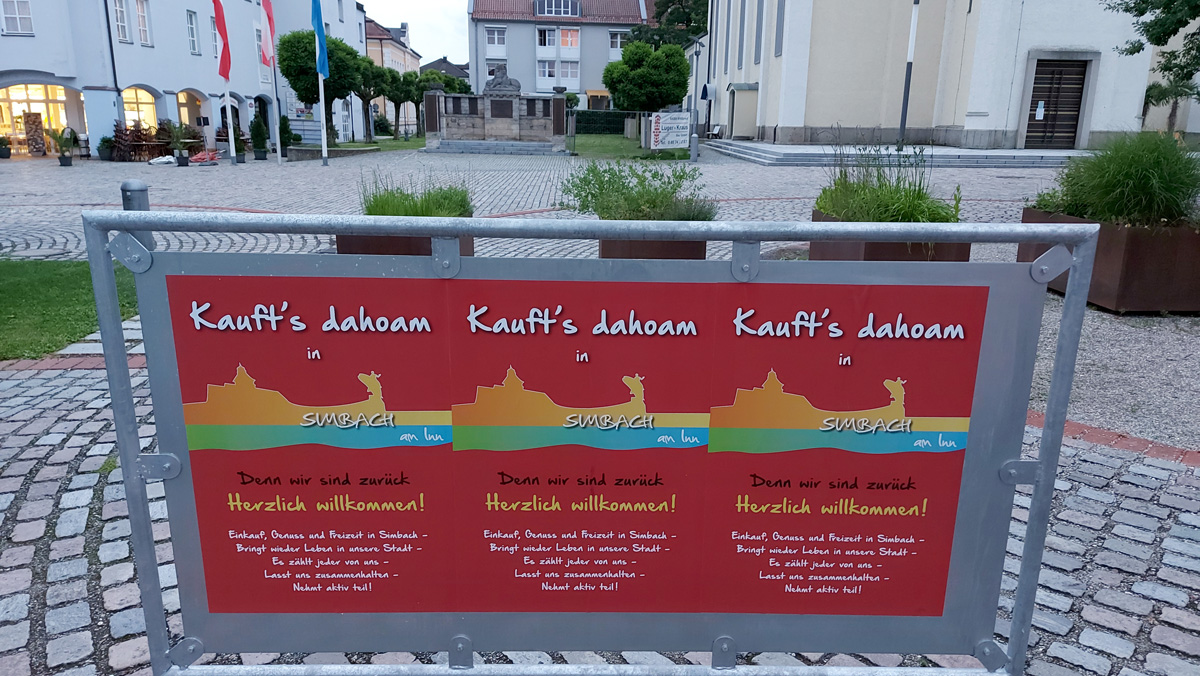 Kauft's dahoam
in
SIMBACH
am Inn
Denn wir sind zurück
Herzlich willkommen!
Einkauf, Genuss und Freizeit in Simbach –
Bringt wieder Leben in unsere Stadt –
Es zählt jeder von uns –
Lasst uns zusammenhalten –
Nehmt aktiv teil!
Kauft's dahoam
in
SIMBACH
am Inn
Denn wir sind zurück
Herzlich willkommen!
Einkauf, Genuss und Freizeit in Simbach –
Bringt wieder Leben in unsere Stadt –
Es zählt jeder von uns –
Lasst uns zusammenhalten –
Nehmt aktiv teil!
Kauft's dahoam
in
SIMBACH
am Inn
Denn wir sind zurück
Herzlich willkommen!
Einkauf, Genuss und Freizeit in Simbach –
Bringt wieder Leben in unsere Stadt –
Es zählt jeder von uns –
Lasst uns zusammenhalten –
Nehmt aktiv teil!